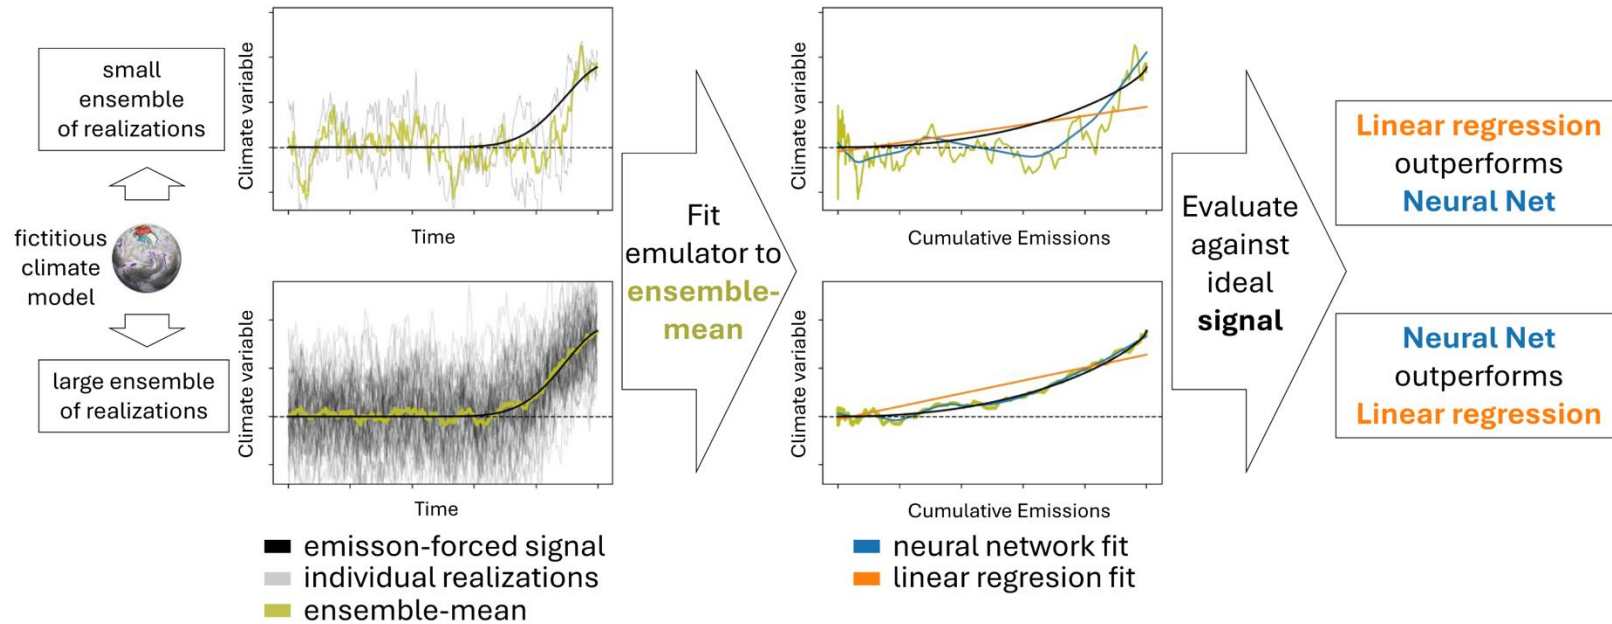 small
ensemble
of realizations
fictitious
climate
model
large ensemble
of realizations
Climate variable
Time
Climate variable
Time
emisson-forced signal
individual realizations
ensemble-mean
Fit
emulator to
ensemble-
mean
Climate variable
Cumulative Emissions
Climate variable
Cumulative Emissions
neural network fit
linear regresion fit
Evaluate
against
ideal
signal
Linear regression
outperforms
Neural Net
Neural Net
outperforms
Linear regression